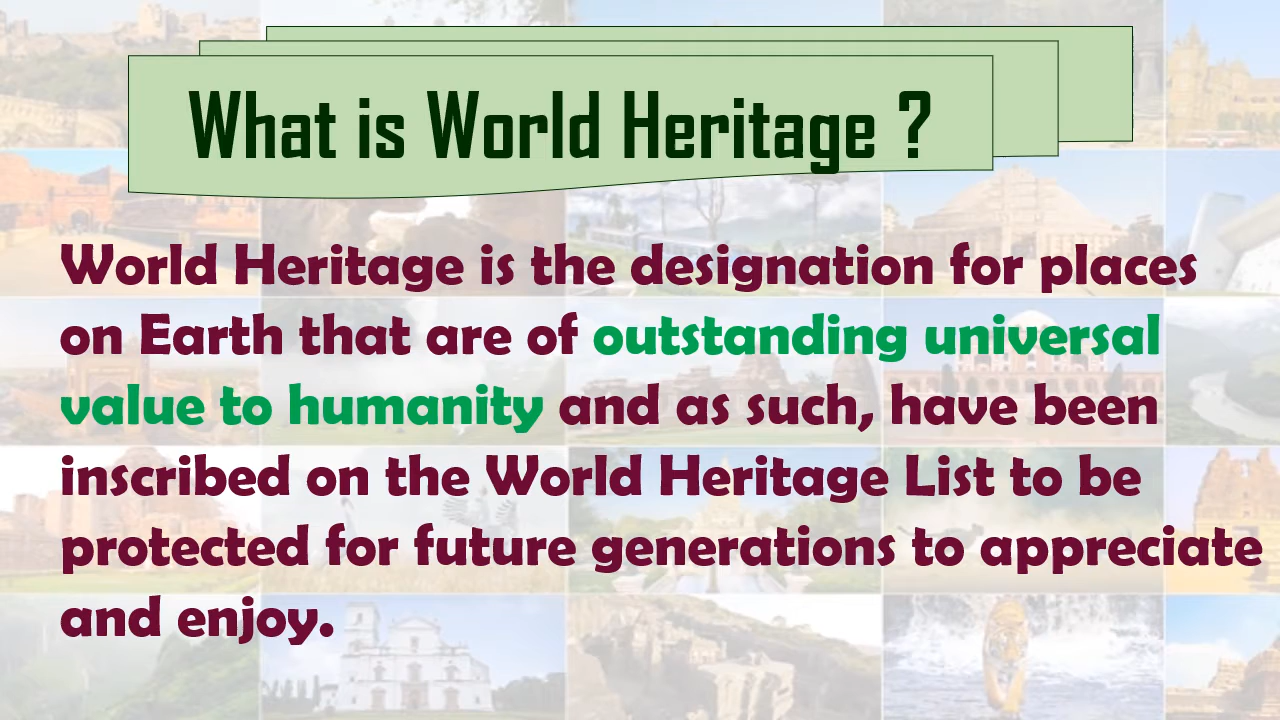 What is World Heritage ?
World Heritage is the designation for places
on Earth that are of outstanding universal
value to humanity and as such, have been
inscribed on the World Heritage List to be
protected for future generations to appreciate
and enjoy.